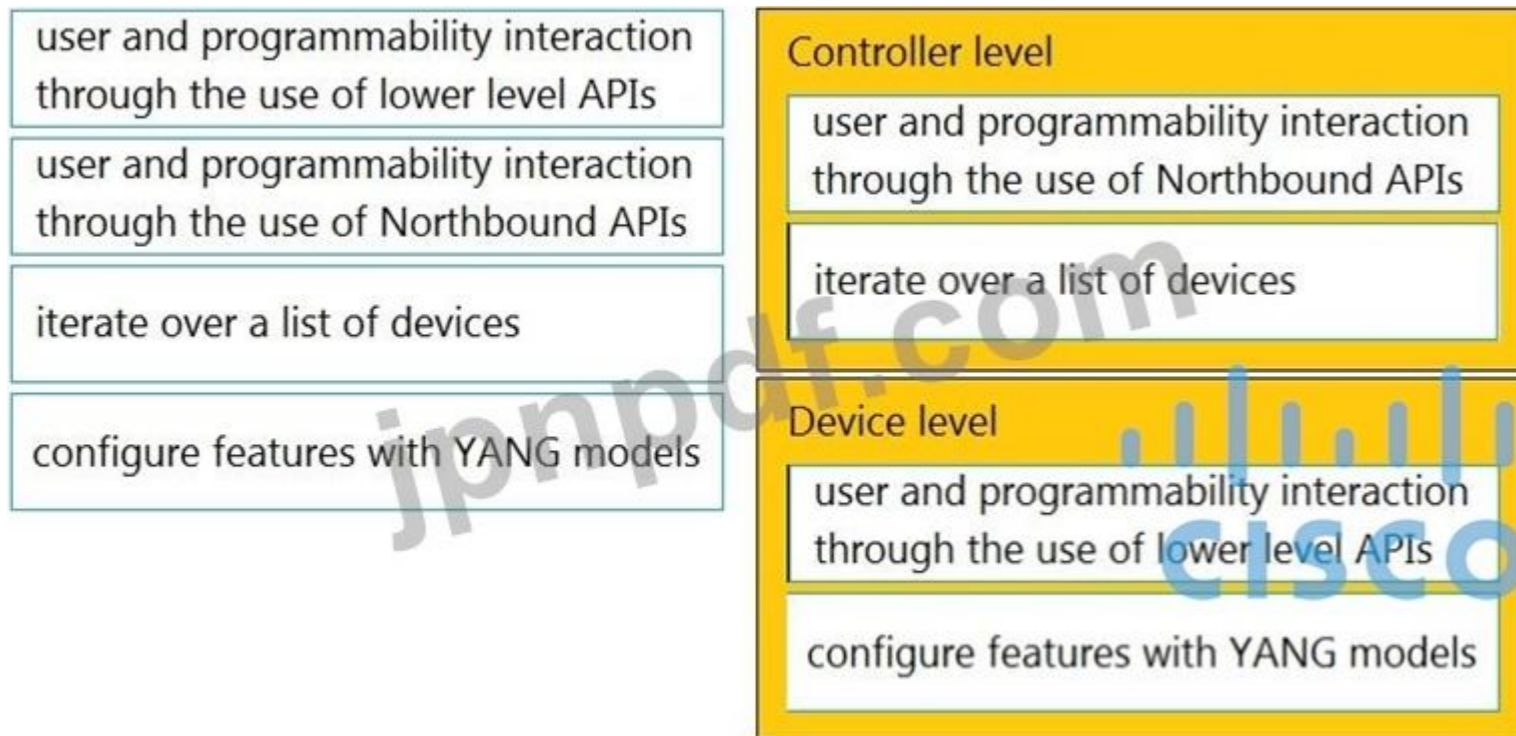 user and programmability interaction
through the use of lower level APIs
user and programmability interaction
through the use of Northbound APIs
iterate over a list of devices
configure features with YANG models
Controller level
user and programmability interaction
through the use of Northbound APIs
iterate over a list of devices
Device level
user and programmability interaction
through the use of lower level APIs
configure features with YANG models
jpnpdf.com
CISCO